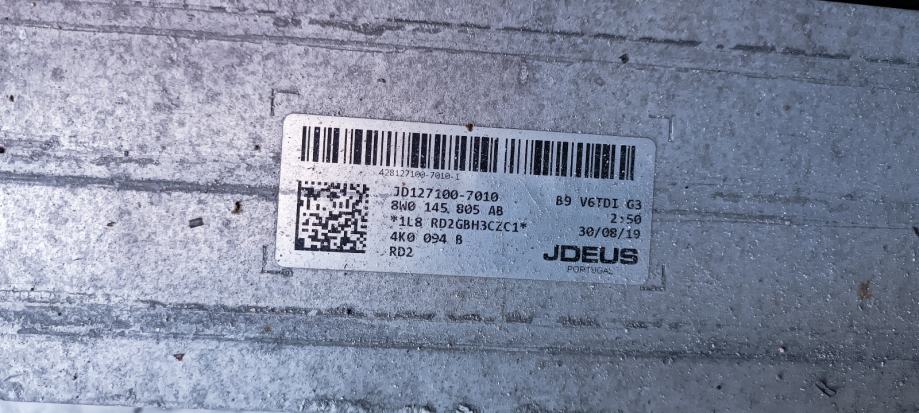 428127100-7010-I
JD127100-7010
8W0 145 805 AB
*1L8 RD2GBH3CZC1*
4K0 094 B
RD2
B9 V6TDI G3
2:50
30/08/19
JDEUS
PORTUGAL